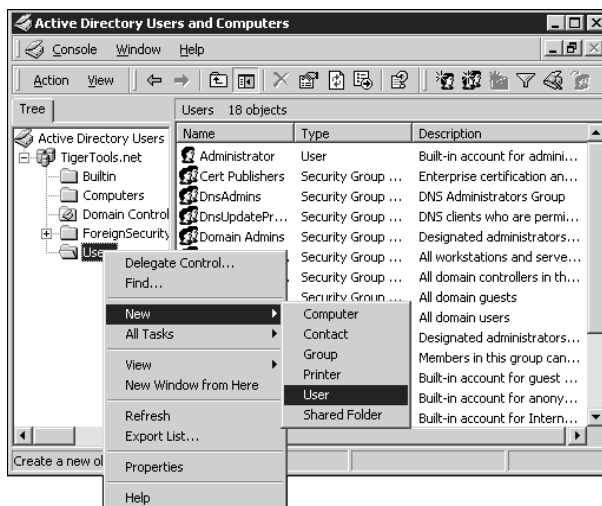 Active Directory Users and Computers
Console Window Help
Action View
Tree
Users 18 objects
Active Directory Users
TigerTools.net
Builtin
Computers
Domain Control
ForeignSecurity
Name Type Description
Administrator User Built-in account for admini...
Cert Publishers Security Group ... Enterprise certification an...
DnsAdmins Security Group ... DNS Administrators Group
DnsUpdatePr... Security Group ... DNS clients who are permi...
Domain Admins Security Group ... Designated administrators...
Security Group ... All workstations and serve...
Security Group ... All domain controllers in th...
Security Group ... All domain guests
All domain users
Designated administrators...
Members in this group can...
Built-in account for guest ...
Built-in account for anony...
Built-in account for Intern...
Delegate Control...
Find...
New
All Tasks
View
New Window from Here
Refresh
Export List...
Properties
Help
Computer
Contact
Group
Printer
User
Shared Folder
Create a new ob